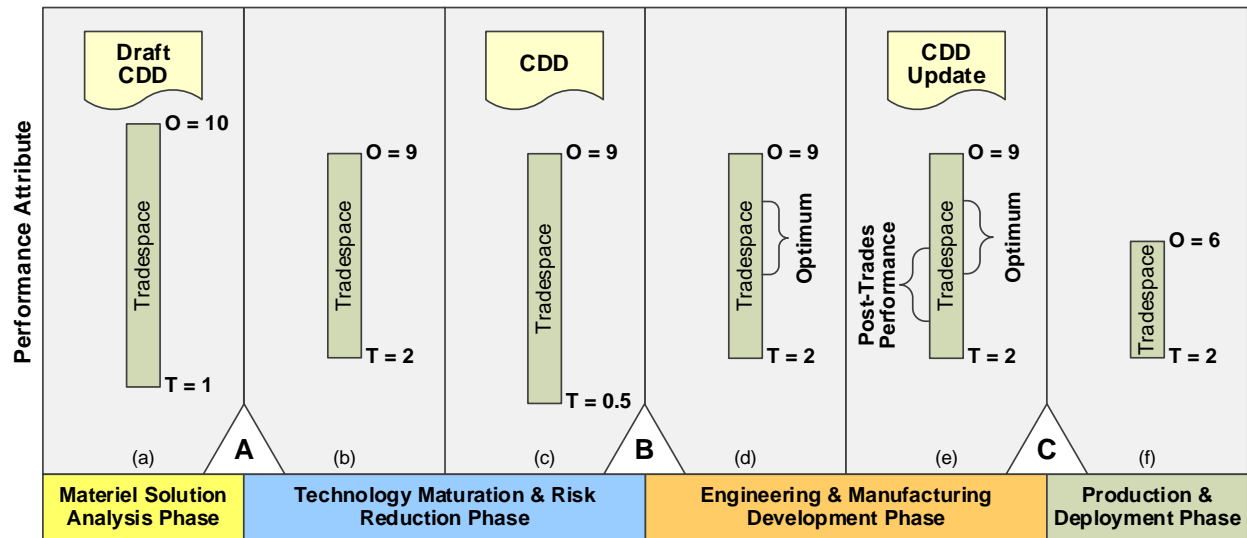 Performance Attribute
Draft
CDD
O = 10
Tradespace
T = 1
(a)
A
O = 9
Tradespace
T = 2
(b)
CDD
O = 9
Tradespace
T = 0.5
(c)
B
O = 9
Tradespace
Optimum
T = 2
(d)
CDD
Update
O = 9
Post-Trades
Performance
Tradespace
Optimum
T = 2
(e)
C
O = 6
Tradespace
T = 2
(f)
Materiel Solution
Analysis Phase
Technology Maturation & Risk
Reduction Phase
Engineering & Manufacturing
Development Phase
Production &
Deployment Phase